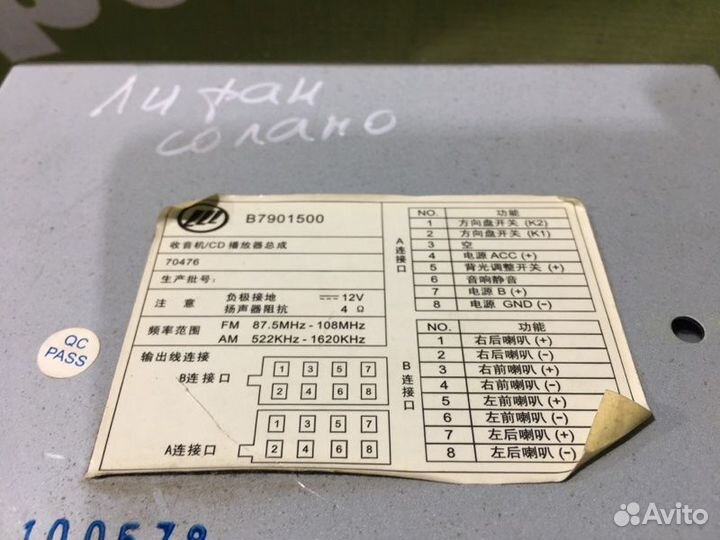 Лифан
солано
B7901500
收音机/CD 播放器总成
70476
生产批号:
注 意 负极接地 12V
扬声器阻抗 4 Ω
频率范围 FM 87.5MHz - 108MHz
AM 522KHz - 1620KHz
输出线连接
B连接口
1 3 5 7
2 4 6 8
A连接口
1 3 5 7
2 4 6 8
A连接口
NO. 功能
1 方向盘开关 (K2)
2 方向盘开关 (K1)
3 空
4 电源 ACC (+)
5 背光调整开关 (+)
6 音响静音
7 电源 B (+)
8 电源 GND (-)
B连接口
NO. 功能
1 右后喇叭 (+)
2 右后喇叭 (-)
3 右前喇叭 (+)
4 右前喇叭 (-)
5 左前喇叭 (+)
6 左前喇叭 (-)
7 左后喇叭 (+)
8 左后喇叭 (-)
QC
PASS
Avito